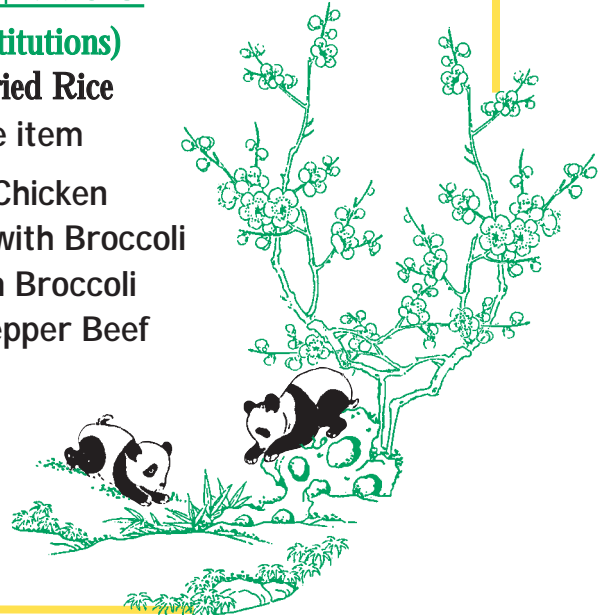 titutions)
ried Rice
e item
Chicken
with Broccoli
n Broccoli
epper Beef